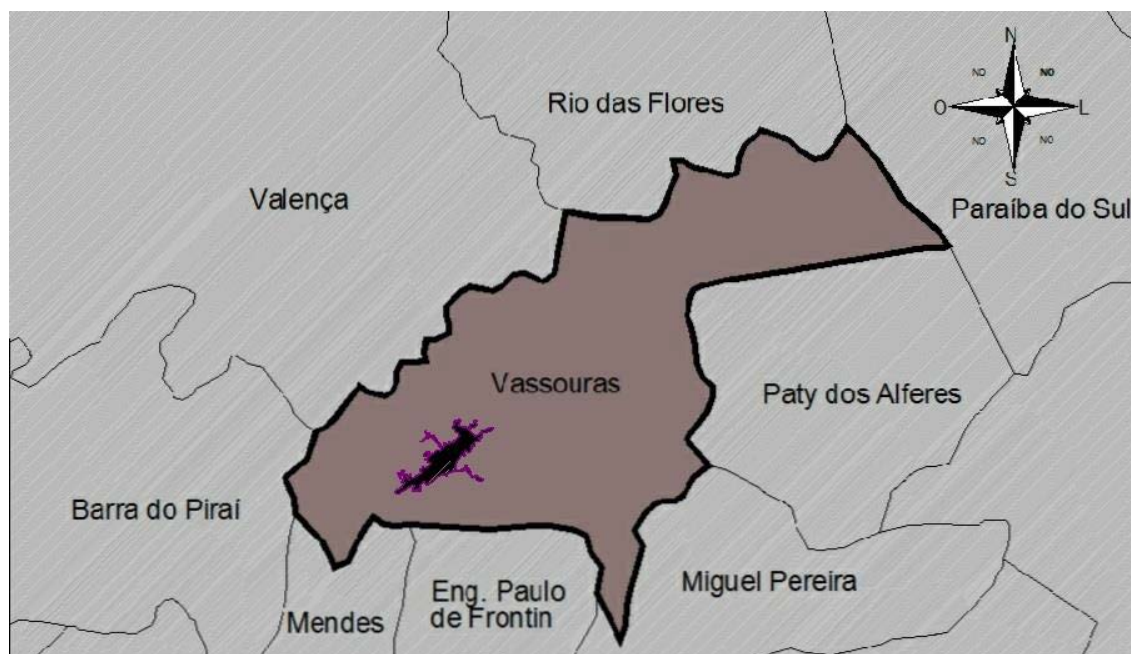 N
NO
NO
Rio das Flores
O
L
NO
NO
S
Valença
Paraíba do Sul
Vassouras
Paty dos Alferes
Barra do Piraí
Miguel Pereira
Eng. Paulo
de Frontin
Mendes